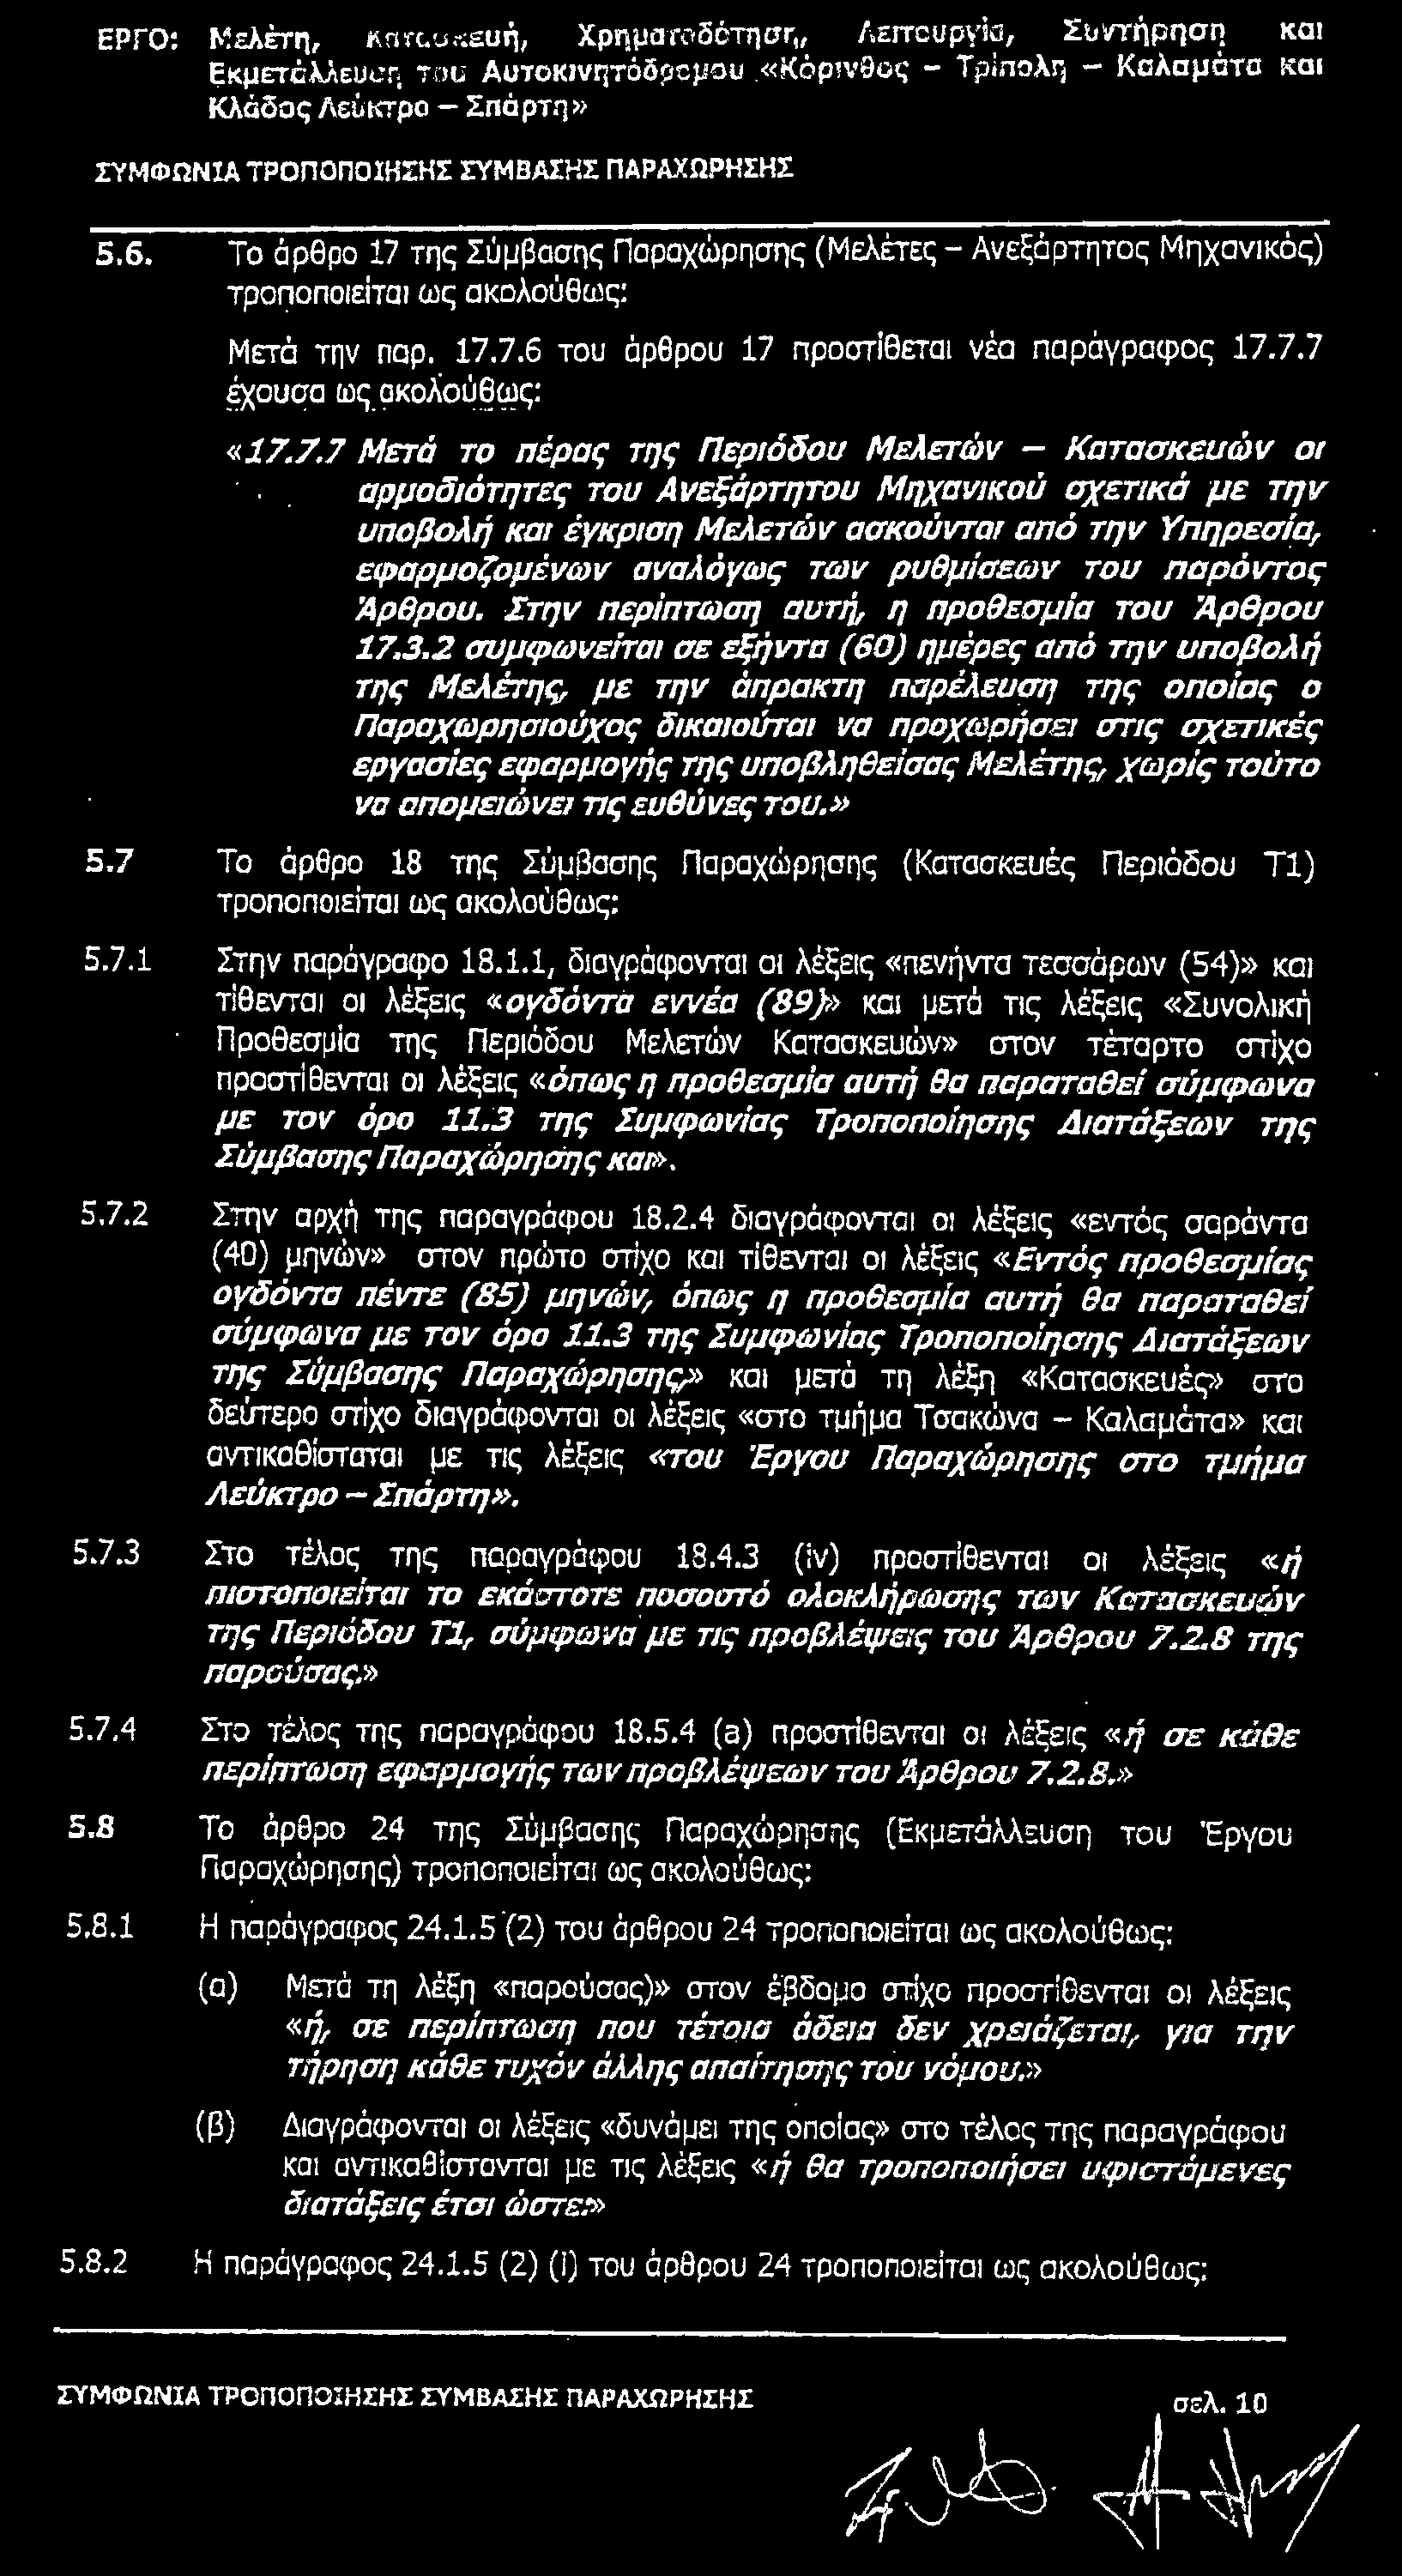 ΕΡΓΟ: Μελέτη, Κατασκευή, Χρηματοδότηση, Λειτουργία, Συντήρηση και
Εκμετάλλευση του Αυτοκινητόδρομου «Κόρινθος – Τρίπολη – Καλαμάτα και
Κλάδος Λεύκτρο – Σπάρτη»
ΣΥΜΦΩΝΙΑ ΤΡΟΠΟΠΟΙΗΣΗΣ ΣΥΜΒΑΣΗΣ ΠΑΡΑΧΩΡΗΣΗΣ
5.6. Το άρθρο 17 της Σύμβασης Παραχώρησης (Μελέτες – Ανεξάρτητος Μηχανικός)
τροποποιείται ως ακολούθως:
Μετά την παρ. 17.7.6 του άρθρου 17 προστίθεται νέα παράγραφος 17.7.7
έχουσα ως ακολούθως:
«17.7.7 Μετά το πέρας της Περιόδου Μελετών – Κατασκευών οι
αρμοδιότητες του Ανεξάρτητου Μηχανικού σχετικά με την
υποβολή και έγκριση Μελετών ασκούνται από την Υπηρεσία,
εφαρμοζομένων αναλόγως των ρυθμίσεων του παρόντος
Άρθρου. Στην περίπτωση αυτή, η προθεσμία του Άρθρου
17.3.2 συμφωνείται σε εξήντα (60) ημέρες από την υποβολή
της Μελέτης, με την άπρακτη παρέλευση της οποίας ο
Παραχωρησιούχος δικαιούται να προχωρήσει στις σχετικές
εργασίες εφαρμογής της υποβληθείσας Μελέτης, χωρίς τούτο
να απομειώνει τις ευθύνες του.»
5.7 Το άρθρο 18 της Σύμβασης Παραχώρησης (Κατασκευές Περιόδου Τ1)
τροποποιείται ως ακολούθως:
5.7.1 Στην παράγραφο 18.1.1, διαγράφονται οι λέξεις «πενήντα τεσσάρων (54)» και
τίθενται οι λέξεις «ογδόντα εννέα (89)» και μετά τις λέξεις «Συνολική
Προθεσμία της Περιόδου Μελετών Κατασκευών» στον τέταρτο στίχο
προστίθενται οι λέξεις «όπως η προθεσμία αυτή θα παραταθεί σύμφωνα
με τον όρο 11.3 της Συμφωνίας Τροποποίησης Διατάξεων της
Σύμβασης Παραχώρησης και».
5.7.2 Στην αρχή της παραγράφου 18.2.4 διαγράφονται οι λέξεις «εντός σαράντα
(40) μηνών» στον πρώτο στίχο και τίθενται οι λέξεις «Εντός προθεσμίας
ογδόντα πέντε (85) μηνών, όπως η προθεσμία αυτή θα παραταθεί
σύμφωνα με τον όρο 11.3 της Συμφωνίας Τροποποίησης Διατάξεων
της Σύμβασης Παραχώρησης,» και μετά τη λέξη «Κατασκευές» στο
δεύτερο στίχο διαγράφονται οι λέξεις «στο τμήμα Τσακώνα – Καλαμάτα» και
αντικαθίσταται με τις λέξεις «του Έργου Παραχώρησης στο τμήμα
Λεύκτρο – Σπάρτη».
5.7.3 Στο τέλος της παραγράφου 18.4.3 (iv) προστίθενται οι λέξεις «ή
πιστοποιείται το εκάστοτε ποσοστό ολοκλήρωσης των Κατασκευών
της Περιόδου Τ1, σύμφωνα με τις προβλέψεις του Άρθρου 7.2.8 της
παρούσας.»
5.7.4 Στο τέλος της παραγράφου 18.5.4 (a) προστίθενται οι λέξεις «ή σε κάθε
περίπτωση εφαρμογής των προβλέψεων του Άρθρου 7.2.8.»
5.8 Το άρθρο 24 της Σύμβασης Παραχώρησης (Εκμετάλλευση του Έργου
Παραχώρησης) τροποποιείται ως ακολούθως:
5.8.1 Η παράγραφος 24.1.5 (2) του άρθρου 24 τροποποιείται ως ακολούθως:
(α) Μετά τη λέξη «παρούσας)» στον έβδομο στίχο προστίθενται οι λέξεις
«ή, σε περίπτωση που τέτοια άδεια δεν χρειάζεται, για την
τήρηση κάθε τυχόν άλλης απαίτησης του νόμου.»
(β) Διαγράφονται οι λέξεις «δυνάμει της οποίας» στο τέλος της παραγράφου
και αντικαθίστανται με τις λέξεις «ή θα τροποποιήσει υφιστάμενες
διατάξεις έτσι ώστε:»
5.8.2 Η παράγραφος 24.1.5 (2) (i) του άρθρου 24 τροποποιείται ως ακολούθως:
ΣΥΜΦΩΝΙΑ ΤΡΟΠΟΠΟΙΗΣΗΣ ΣΥΜΒΑΣΗΣ ΠΑΡΑΧΩΡΗΣΗΣ σελ. 10